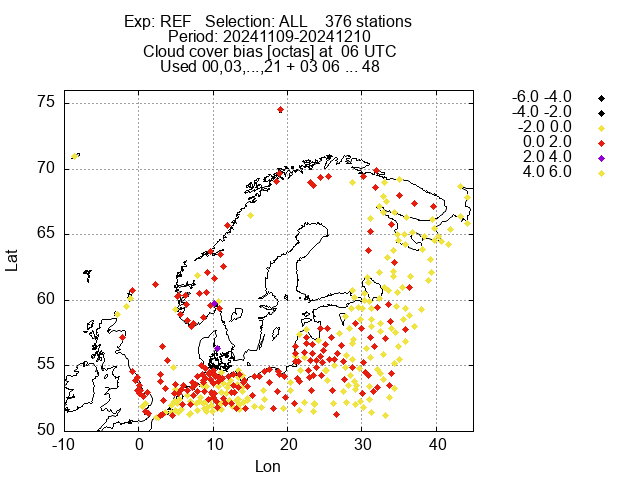 Exp: REF   Selection: ALL    376 stations
Period: 20241109-20241210
Cloud cover bias [octas] at  06 UTC
Used 00,03,...,21 + 03 06 ... 48
-6.0 -4.0
-4.0 -2.0
-2.0 0.0
0.0 2.0
2.0 4.0
4.0 6.0
75
70
65
60
55
50
Lat
-10 0 10 20 30 40
Lon